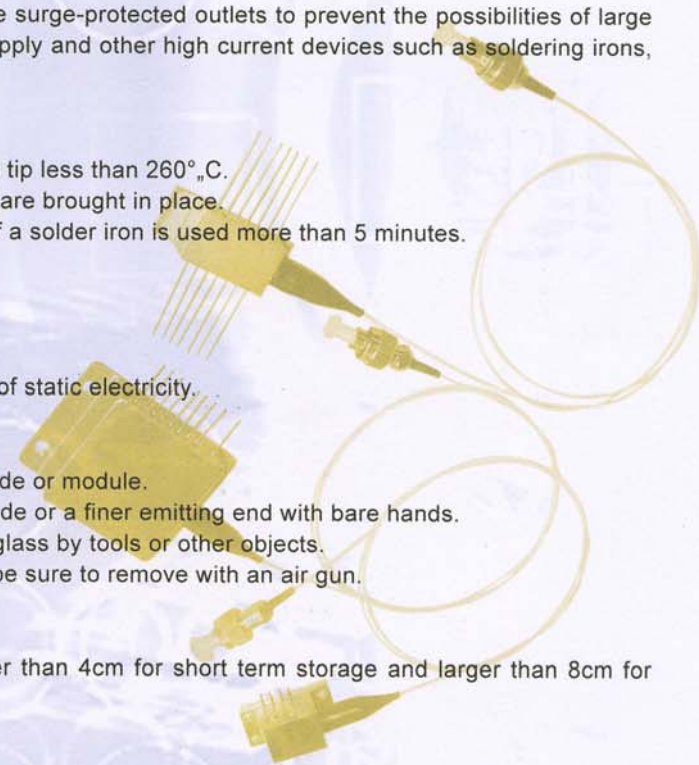 e surge-protected outlets to prevent the possibilities of large
pply and other high current devices such as soldering irons,
tip less than 260°„C.
are brought in place.
f a solder iron is used more than 5 minutes.
of static electricity.
de or module.
de or a finer emitting end with bare hands.
glass by tools or other objects.
be sure to remove with an air gun.
er than 4cm for short term storage and larger than 8cm for